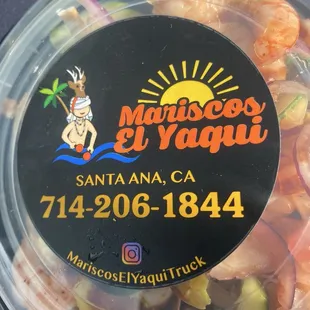 Mariscos
El Yaqui
SANTA ANA, CA
714-206-1844
MariscosElYaquiTruck